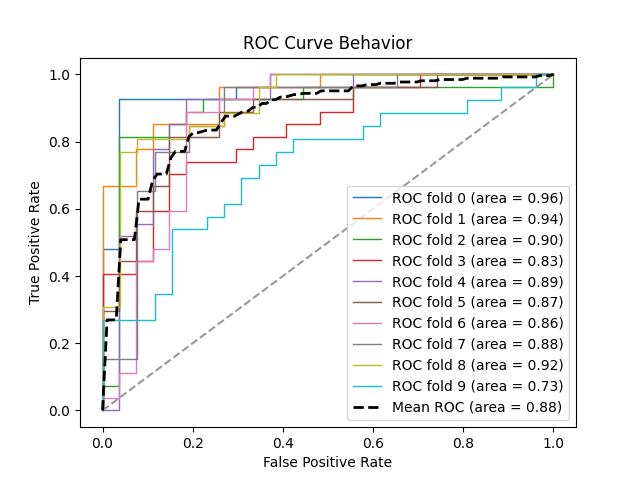 ROC Curve Behavior
True Positive Rate
1.0
0.8
0.6
0.4
0.2
0.0
ROC fold 0 (area = 0.96)
ROC fold 1 (area = 0.94)
ROC fold 2 (area = 0.90)
ROC fold 3 (area = 0.83)
ROC fold 4 (area = 0.89)
ROC fold 5 (area = 0.87)
ROC fold 6 (area = 0.86)
ROC fold 7 (area = 0.88)
ROC fold 8 (area = 0.92)
ROC fold 9 (area = 0.73)
Mean ROC (area = 0.88)
0.0 0.2 0.4 0.6 0.8 1.0
False Positive Rate